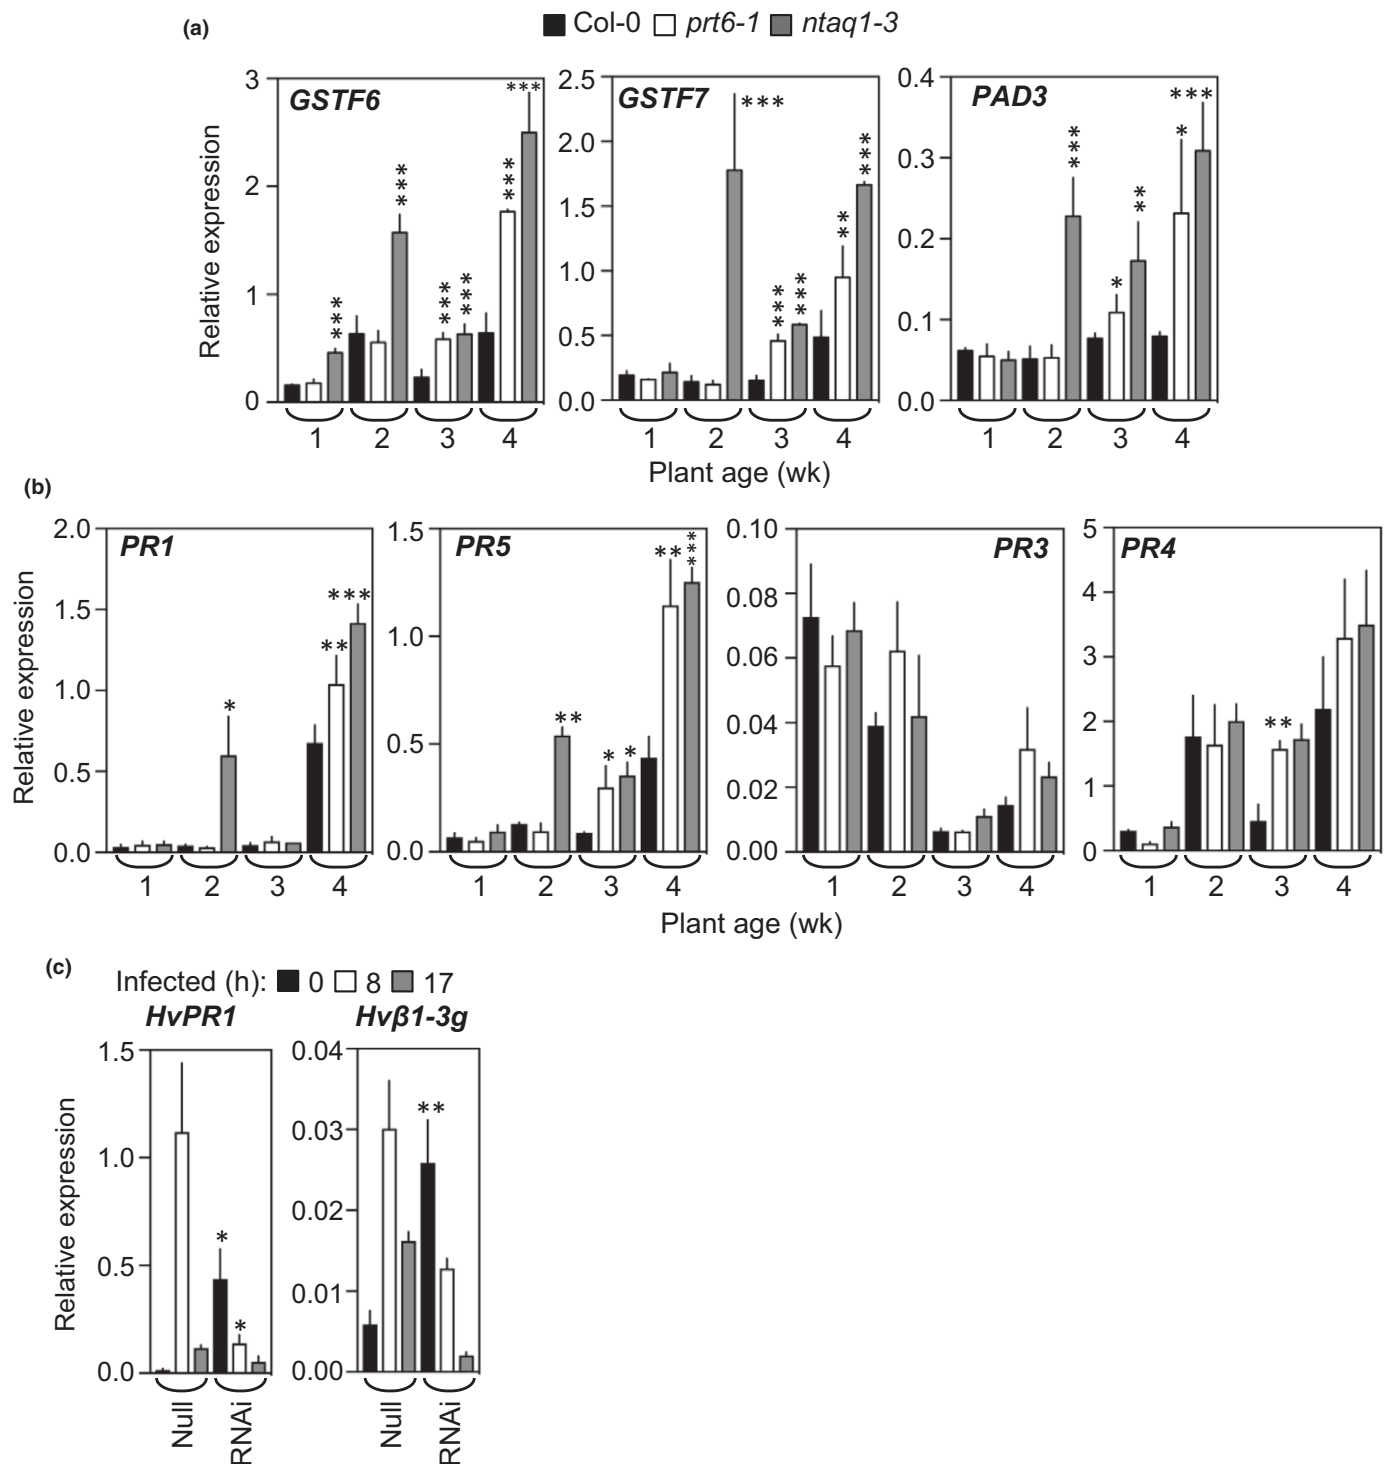 (a)
Col-0 prt6-1 ntaq1-3
GSTF6
GSTF7
PAD3
Relative expression
3
2
1
0
2.5
2.0
1.5
1.0
0.5
0.0
0.4
0.3
0.2
0.1
0.0
*** *** *** *** *** ***
*** *** *** ** ***
*** * ** * ***
1 2 3 4
1 2 3 4
1 2 3 4
Plant age (wk)
(b)
PR1
PR5
PR3
PR4
Relative expression
2.0
1.5
1.0
0.5
0.0
1.5
1.0
0.5
0.0
0.10
0.08
0.06
0.04
0.02
0.00
5
4
3
2
1
0
* ** ***
** * * ** ***
**
1 2 3 4
1 2 3 4
1 2 3 4
1 2 3 4
Plant age (wk)
(c)
Infected (h): 0 8 17
HvPR1
Hvβ1-3g
Relative expression
1.5
1.0
0.5
0.0
0.04
0.03
0.02
0.01
0.00
* *
**
Null RNAi
Null RNAi